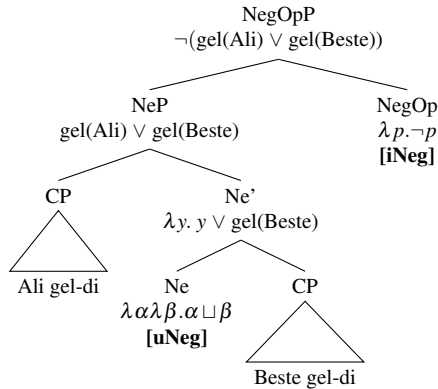 NegOpP
¬(gel(Ali) ∨ gel(Beste))
NeP
gel(Ali) ∨ gel(Beste)
NegOp
λp.¬p
[iNeg]
CP
Ne'
λy. y ∨ gel(Beste)
Ali gel-di
Ne
λαλβ.α⊔β
[uNeg]
CP
Beste gel-di